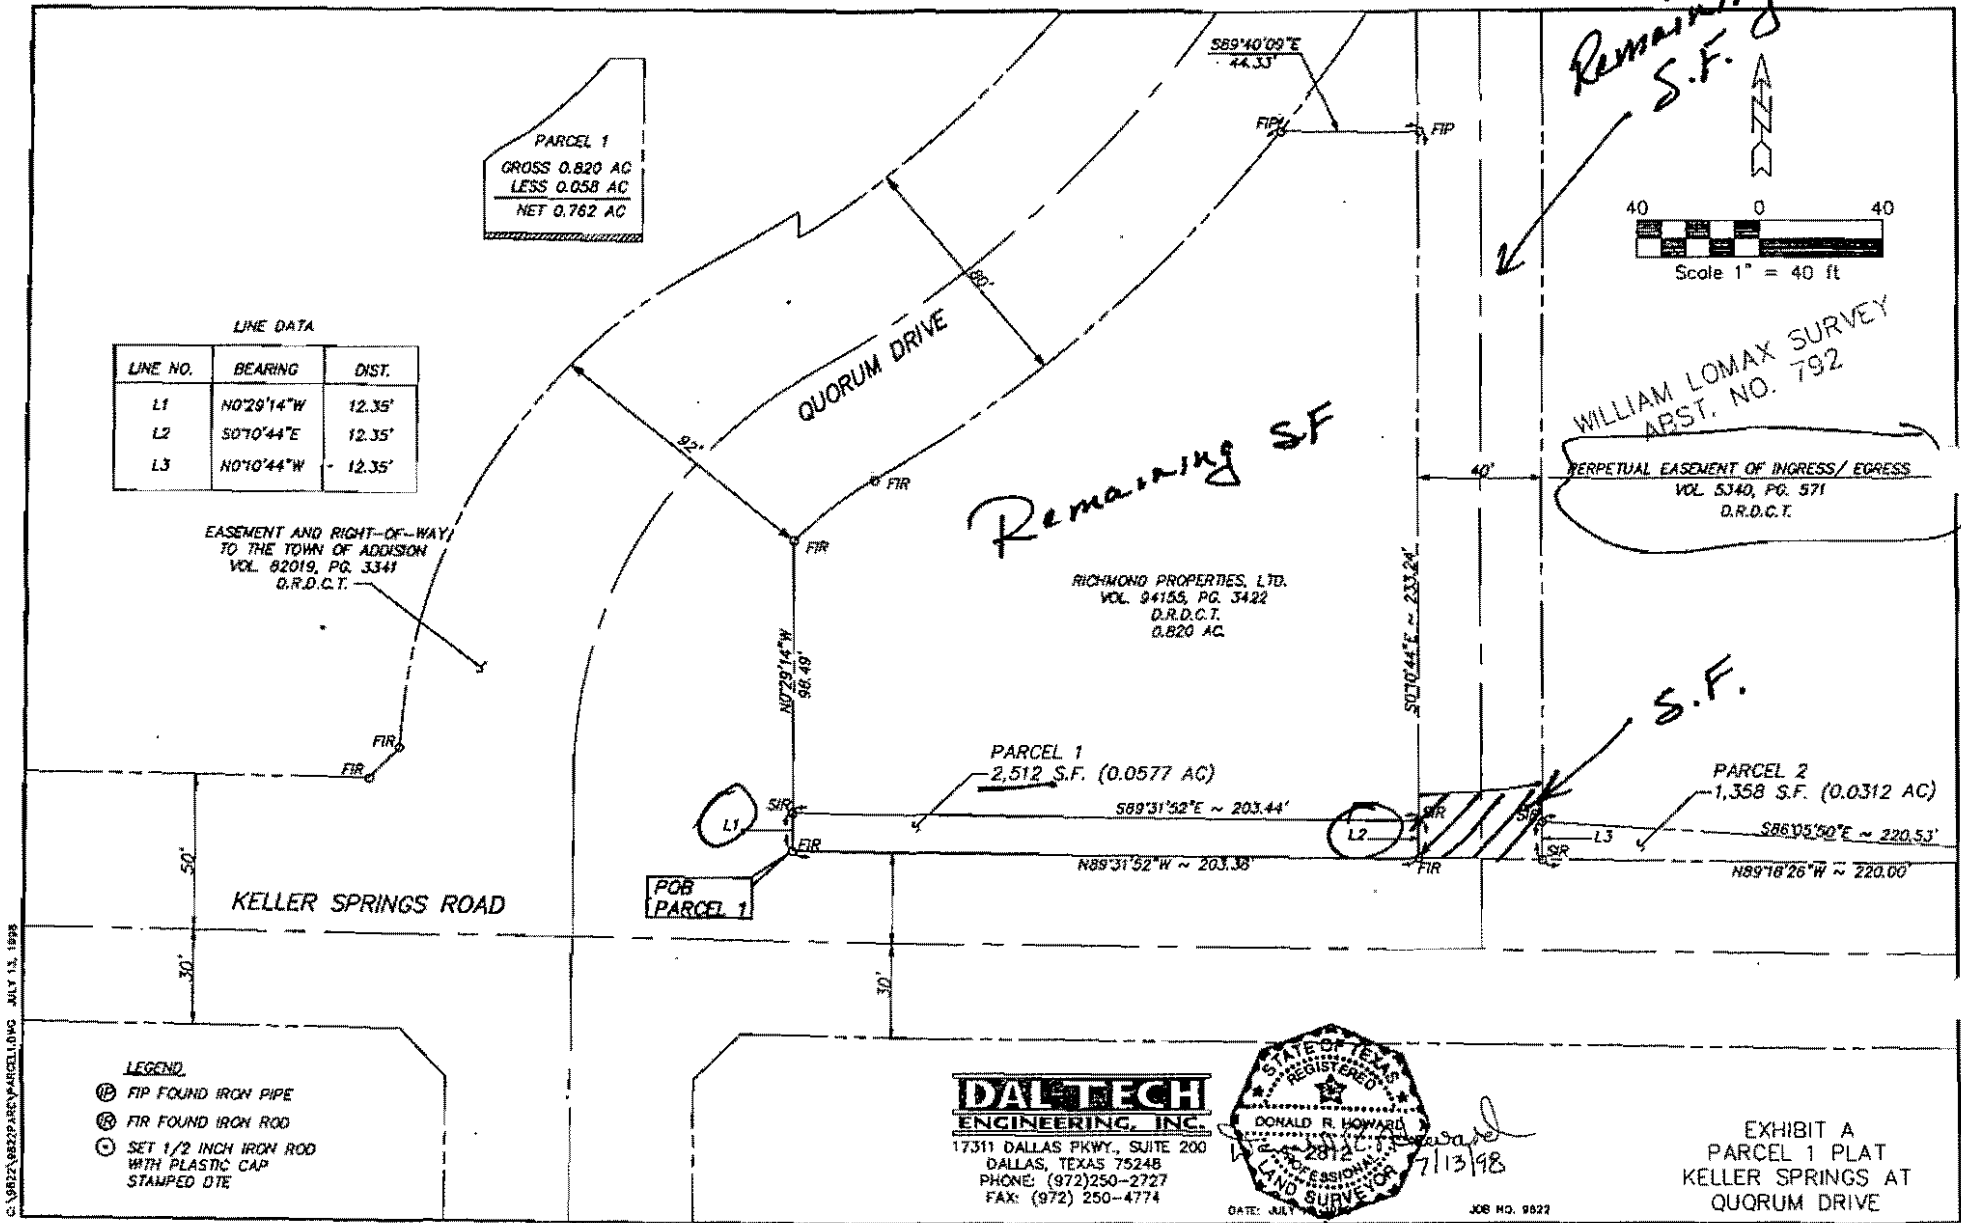 Remaining
S.F.
S89°40'09"E
44.33'
FIP
FIP
PARCEL 1
GROSS 0.820 AC
LESS 0.058 AC
NET 0.762 AC
N
40 0 40
Scale 1" = 40 ft
LINE DATA
LINE NO. BEARING DIST.
L1 N0°29'14"W 12.35'
L2 S0°10'44"E 12.35'
L3 N0°10'44"W 12.35'
80'
QUORUM DRIVE
92'
WILLIAM LOMAX SURVEY
ABST. NO. 792
Remaining SF
FIR
FIR
40'
PERPETUAL EASEMENT OF INGRESS/ EGRESS
VOL 5340, PG. 571
D.R.D.C.T.
EASEMENT AND RIGHT-OF-WAY
TO THE TOWN OF ADDISION
VOL. 82019, PG. 3341
D.R.D.C.T.
RICHMOND PROPERTIES, LTD.
VOL. 94155, PG. 3422
D.R.D.C.T.
0.820 AC.
N0°29'14"W
98.49'
S0°10'44"E ~ 233.24'
S.F.
FIR
FIR
PARCEL 1
2,512 S.F. (0.0577 AC)
PARCEL 2
1,358 S.F. (0.0312 AC)
SIR
S89°31'52"E ~ 203.44'
SIR
SIR
L1
L2
L3
S86°05'50"E ~ 220.53'
FIR
N89°31'52"W ~ 203.38'
FIR
SIR
N89°18'26"W ~ 220.00'
50'
KELLER SPRINGS ROAD
POB
PARCEL 1
30'
30'
LEGEND
FIP FOUND IRON PIPE
FIR FOUND IRON ROD
SET 1/2 INCH IRON ROD
WITH PLASTIC CAP
STAMPED DTE
DAL-TECH
ENGINEERING, INC.
17311 DALLAS PKWY., SUITE 200
DALLAS, TEXAS 75248
PHONE: (972)250-2727
FAX: (972) 250-4774
STATE OF TEXAS
REGISTERED
DONALD R. HOWARD
2812
PROFESSIONAL
LAND SURVEYOR
7/13/98
DATE: JULY
JOB NO. 9822
EXHIBIT A
PARCEL 1 PLAT
KELLER SPRINGS AT
QUORUM DRIVE
G:\9822\9822PARC\PARCEL1.DWG JULY 13, 1998